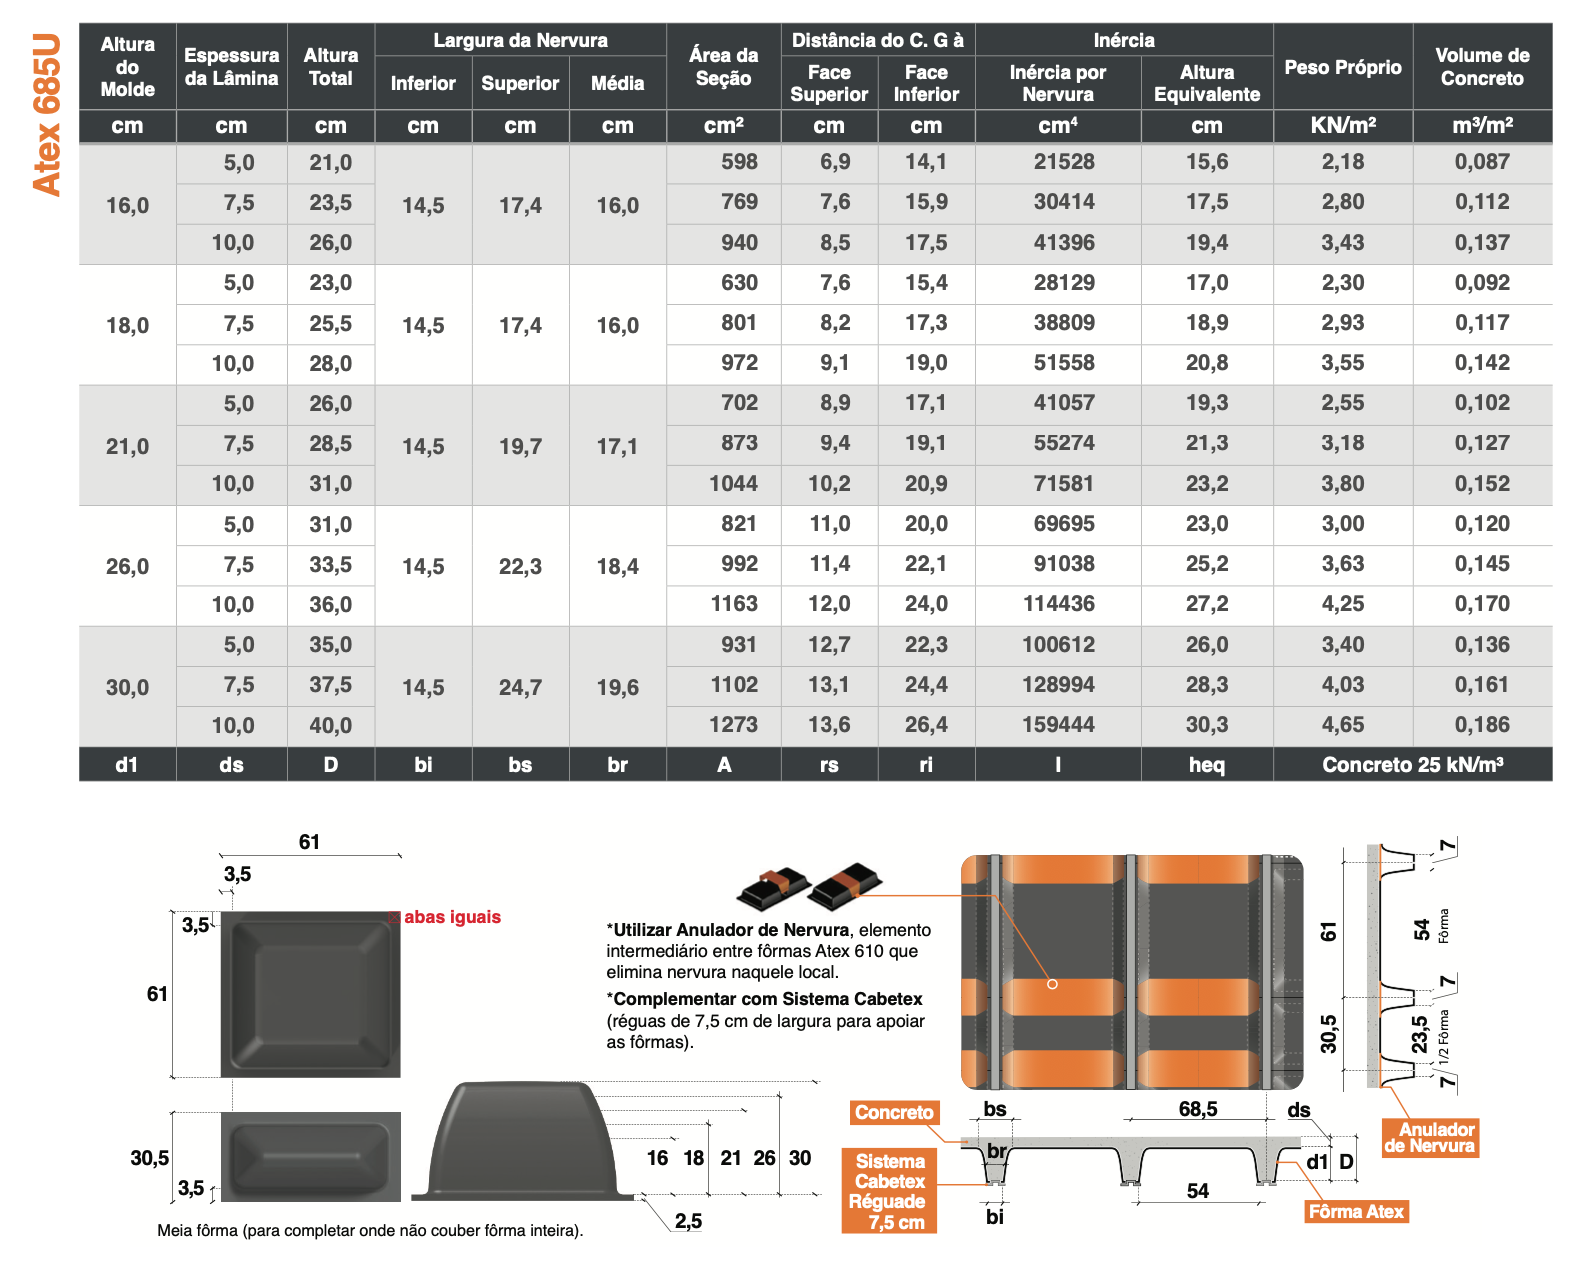 Atex 685U
Altura do Molde
Espessura da Lâmina
Altura Total
Largura da Nervura
Inferior Superior Média
Área da Seção
Distância do C. G à
Face Superior
Face Inferior
Inércia
Inércia por Nervura
Altura Equivalente
Peso Próprio
Volume de Concreto
cm cm cm cm cm cm cm² cm cm cm⁴ cm KN/m² m³/m²
5,0 21,0 598 6,9 14,1 21528 15,6 2,18 0,087
16,0 7,5 23,5 14,5 17,4 16,0 769 7,6 15,9 30414 17,5 2,80 0,112
10,0 26,0 940 8,5 17,5 41396 19,4 3,43 0,137
5,0 23,0 630 7,6 15,4 28129 17,0 2,30 0,092
18,0 7,5 25,5 14,5 17,4 16,0 801 8,2 17,3 38809 18,9 2,93 0,117
10,0 28,0 972 9,1 19,0 51558 20,8 3,55 0,142
5,0 26,0 702 8,9 17,1 41057 19,3 2,55 0,102
21,0 7,5 28,5 14,5 19,7 17,1 873 9,4 19,1 55274 21,3 3,18 0,127
10,0 31,0 1044 10,2 20,9 71581 23,2 3,80 0,152
5,0 31,0 821 11,0 20,0 69695 23,0 3,00 0,120
26,0 7,5 33,5 14,5 22,3 18,4 992 11,4 22,1 91038 25,2 3,63 0,145
10,0 36,0 1163 12,0 24,0 114436 27,2 4,25 0,170
5,0 35,0 931 12,7 22,3 100612 26,0 3,40 0,136
30,0 7,5 37,5 14,5 24,7 19,6 1102 13,1 24,4 128994 28,3 4,03 0,161
10,0 40,0 1273 13,6 26,4 159444 30,3 4,65 0,186
d1 ds D bi bs br A rs ri I heq Concreto 25 kN/m³
61
3,5
3,5
abas iguais
61
30,5
3,5
Meia fôrma (para completar onde não couber fôrma inteira).
16 18 21 26 30
2,5
*Utilizar Anulador de Nervura, elemento
intermediário entre fôrmas Atex 610 que
elimina nervura naquele local.
*Complementar com Sistema Cabetex
(réguas de 7,5 cm de largura para apoiar
as fôrmas).
7
61
54
Fôrma
7
30,5
23,5
1/2 Fôrma
7
Anulador
de Nervura
Concreto
bs
68,5
ds
br
d1 D
Sistema
Cabetex
Réguade
7,5 cm
bi
54
Fôrma Atex